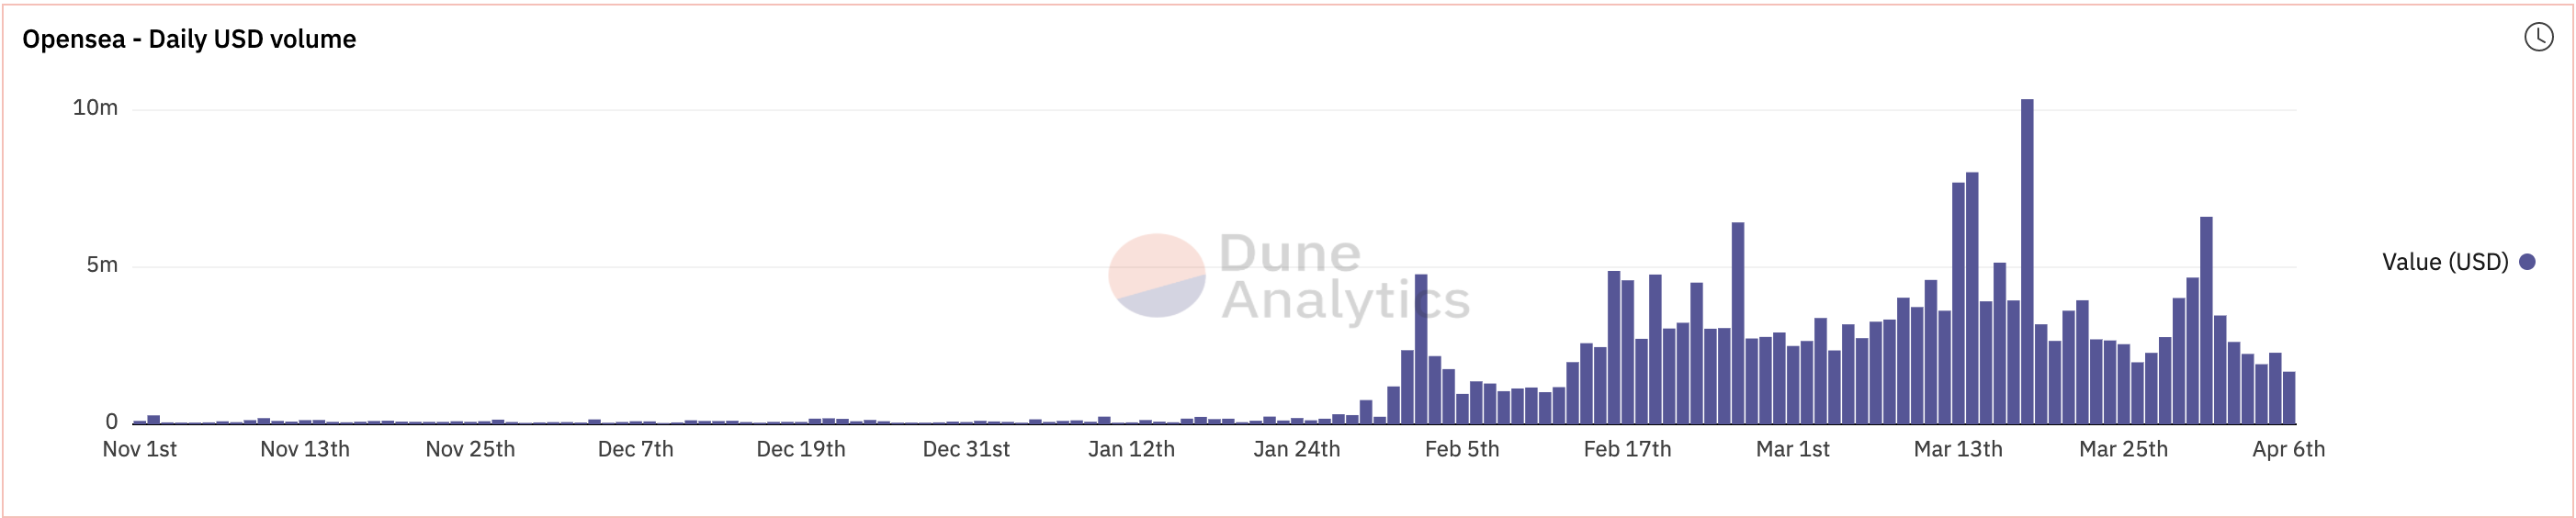 Opensea - Daily USD volume
10m
5m
0
Dune
Analytics
Value (USD)
Nov 1st Nov 13th Nov 25th Dec 7th Dec 19th Dec 31st Jan 12th Jan 24th Feb 5th Feb 17th Mar 1st Mar 13th Mar 25th Apr 6th